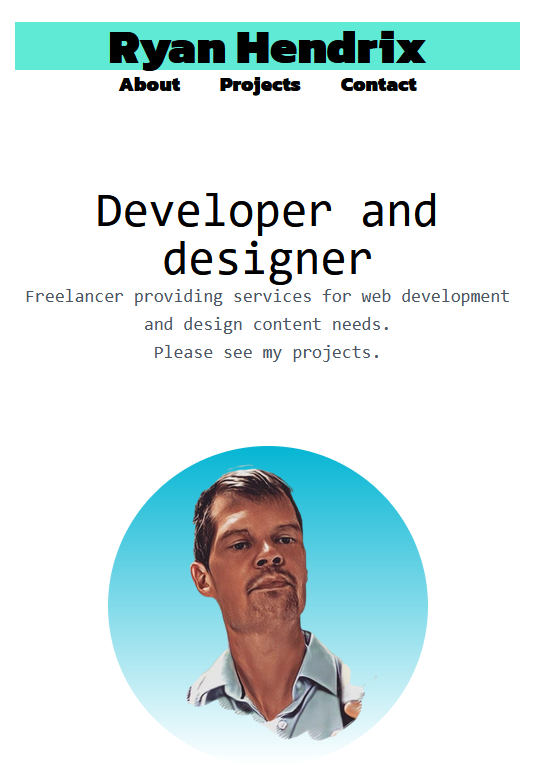 Ryan Hendrix
About Projects Contact
Developer and
designer
Freelancer providing services for web development
and design content needs.
Please see my projects.